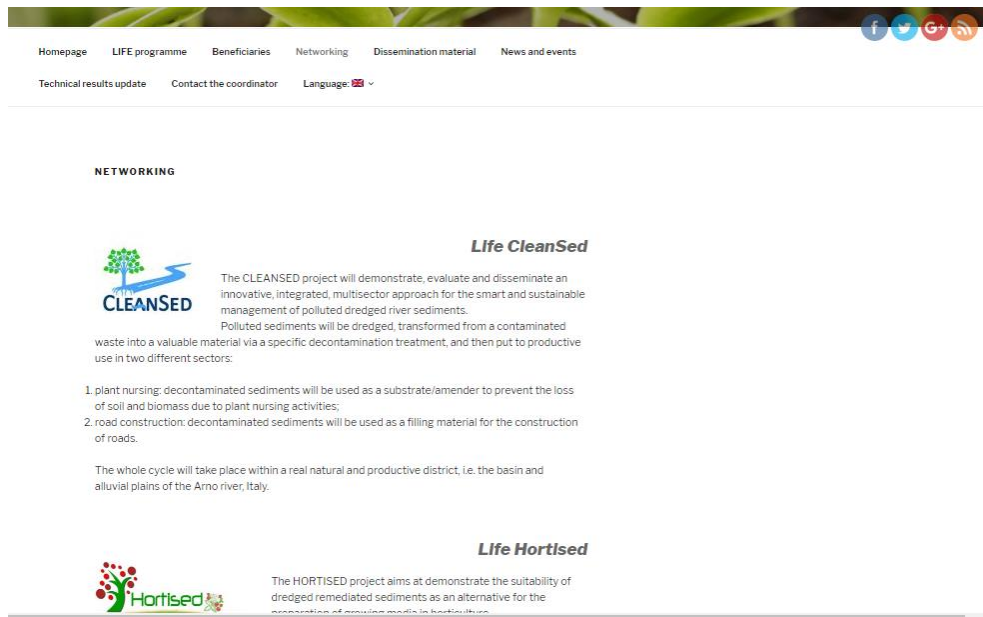 Homepage LIFE programme Beneficiaries Networking Dissemination material News and events
Technical results update Contact the coordinator Language:
NETWORKING
Life CleanSed
CLEANSED
The CLEANSED project will demonstrate, evaluate and disseminate an
innovative, integrated, multisector approach for the smart and sustainable
management of polluted dredged river sediments.
Polluted sediments will be dredged, transformed from a contaminated
waste into a valuable material via a specific decontamination treatment, and then put to productive
use in two different sectors:
1. plant nursing: decontaminated sediments will be used as a substrate/amender to prevent the loss
of soil and biomass due to plant nursing activities;
2. road construction: decontaminated sediments will be used as a filling material for the construction
of roads.
The whole cycle will take place within a real natural and productive district, i.e. the basin and
alluvial plains of the Arno river, Italy.
Life Hortised
Hortised
The HORTISED project aims at demonstrate the suitability of
dredged remediated sediments as an alternative for the
preparation of growing media in horticulture